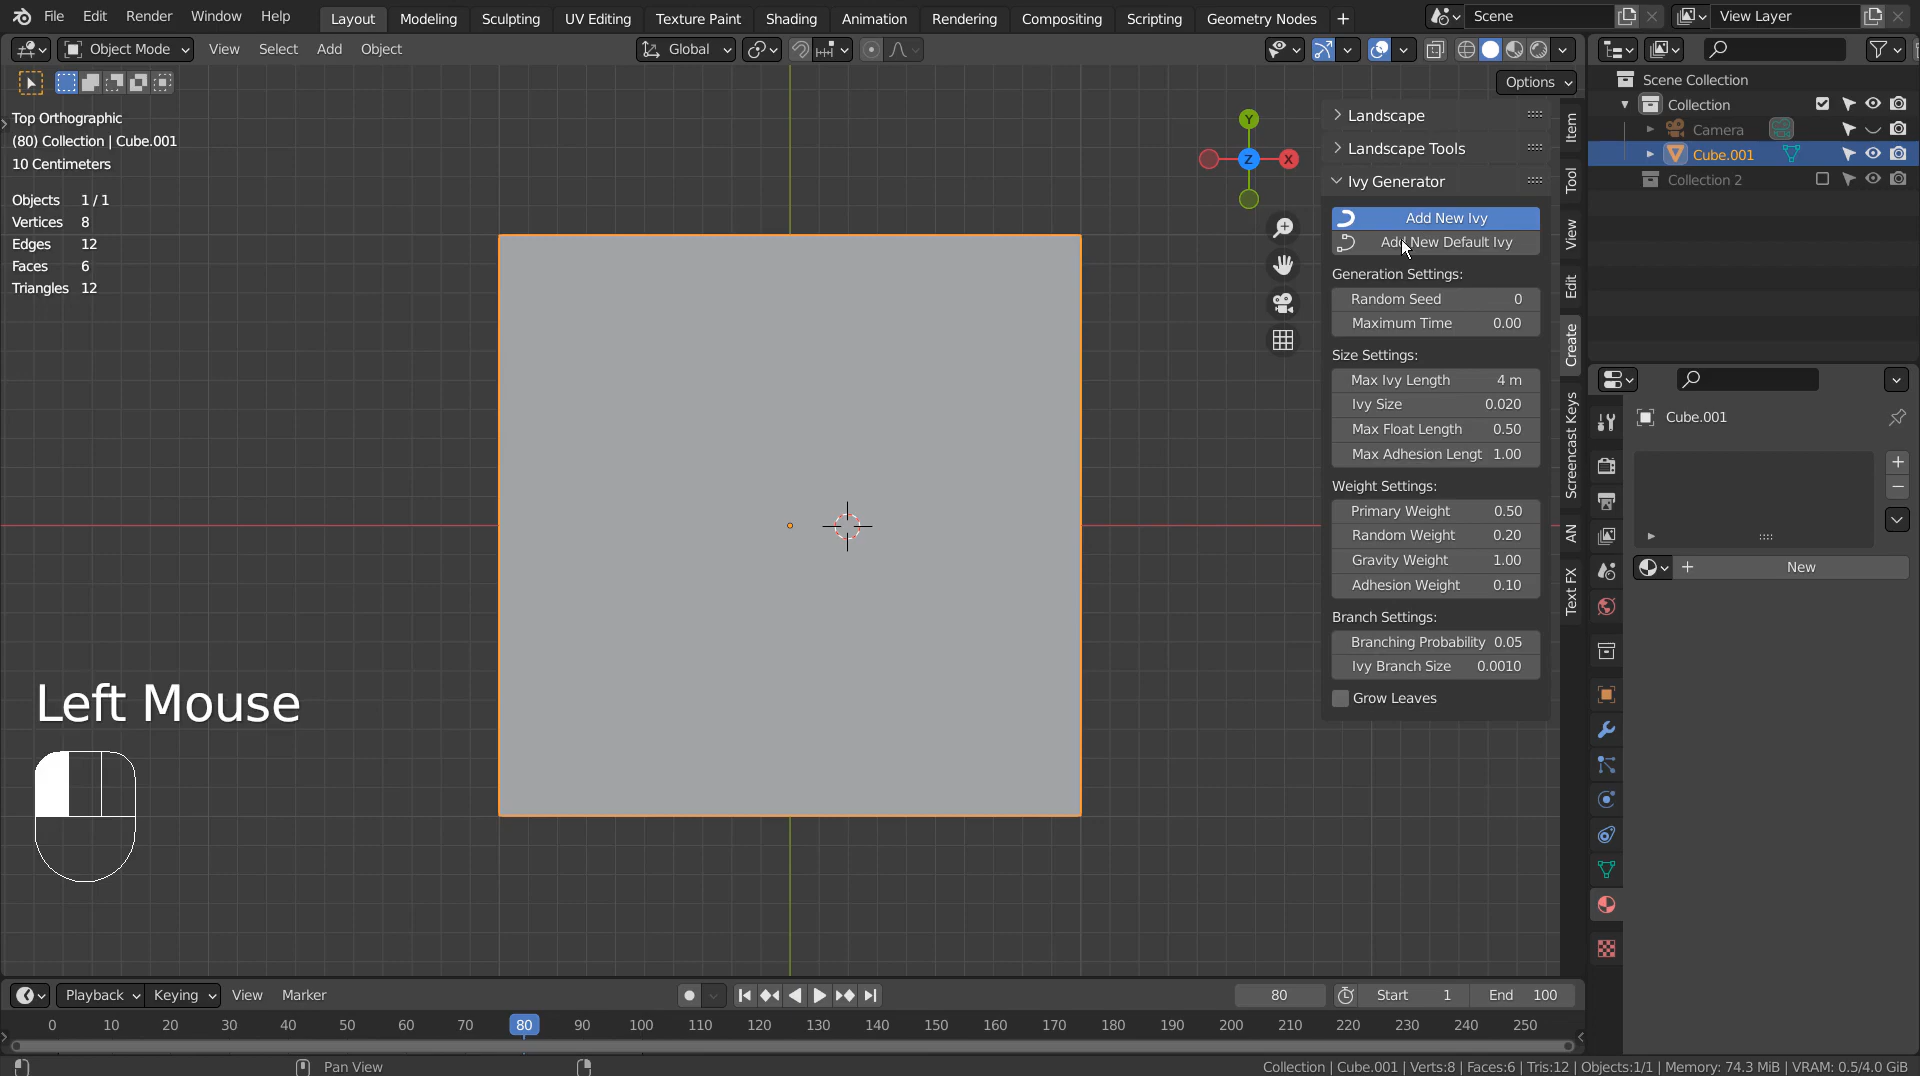 File Edit Render Window Help Layout Modeling Sculpting UV Editing Texture Paint Shading Animation Rendering Compositing Scripting Geometry Nodes + Scene View Layer
Object Mode View Select Add Object Global
Options
Top Orthographic
(80) Collection | Cube.001
10 Centimeters
Objects 1 / 1
Vertices 8
Edges 12
Faces 6
Triangles 12
Y
Z
X
Landscape
Landscape Tools
Ivy Generator
Add New Ivy
Add New Default Ivy
Generation Settings:
Random Seed 0
Maximum Time 0.00
Size Settings:
Max Ivy Length 4 m
Ivy Size 0.020
Max Float Length 0.50
Max Adhesion Lengt 1.00
Weight Settings:
Primary Weight 0.50
Random Weight 0.20
Gravity Weight 1.00
Adhesion Weight 0.10
Branch Settings:
Branching Probability 0.05
Ivy Branch Size 0.0010
Grow Leaves
Item
Tool
View
Edit
Create
Screencast Keys
AN
Text FX
Scene Collection
Collection
Camera
Cube.001
Collection 2
Cube.001
New
Left Mouse
Playback Keying View Marker 80 Start 1 End 100
0 10 20 30 40 50 60 70 80 90 100 110 120 130 140 150 160 170 180 190 200 210 220 230 240 250
Pan View Collection | Cube.001 | Verts:8 | Faces:6 | Tris:12 | Objects:1/1 | Memory: 74.3 MiB | VRAM: 0.5/4.0 GiB